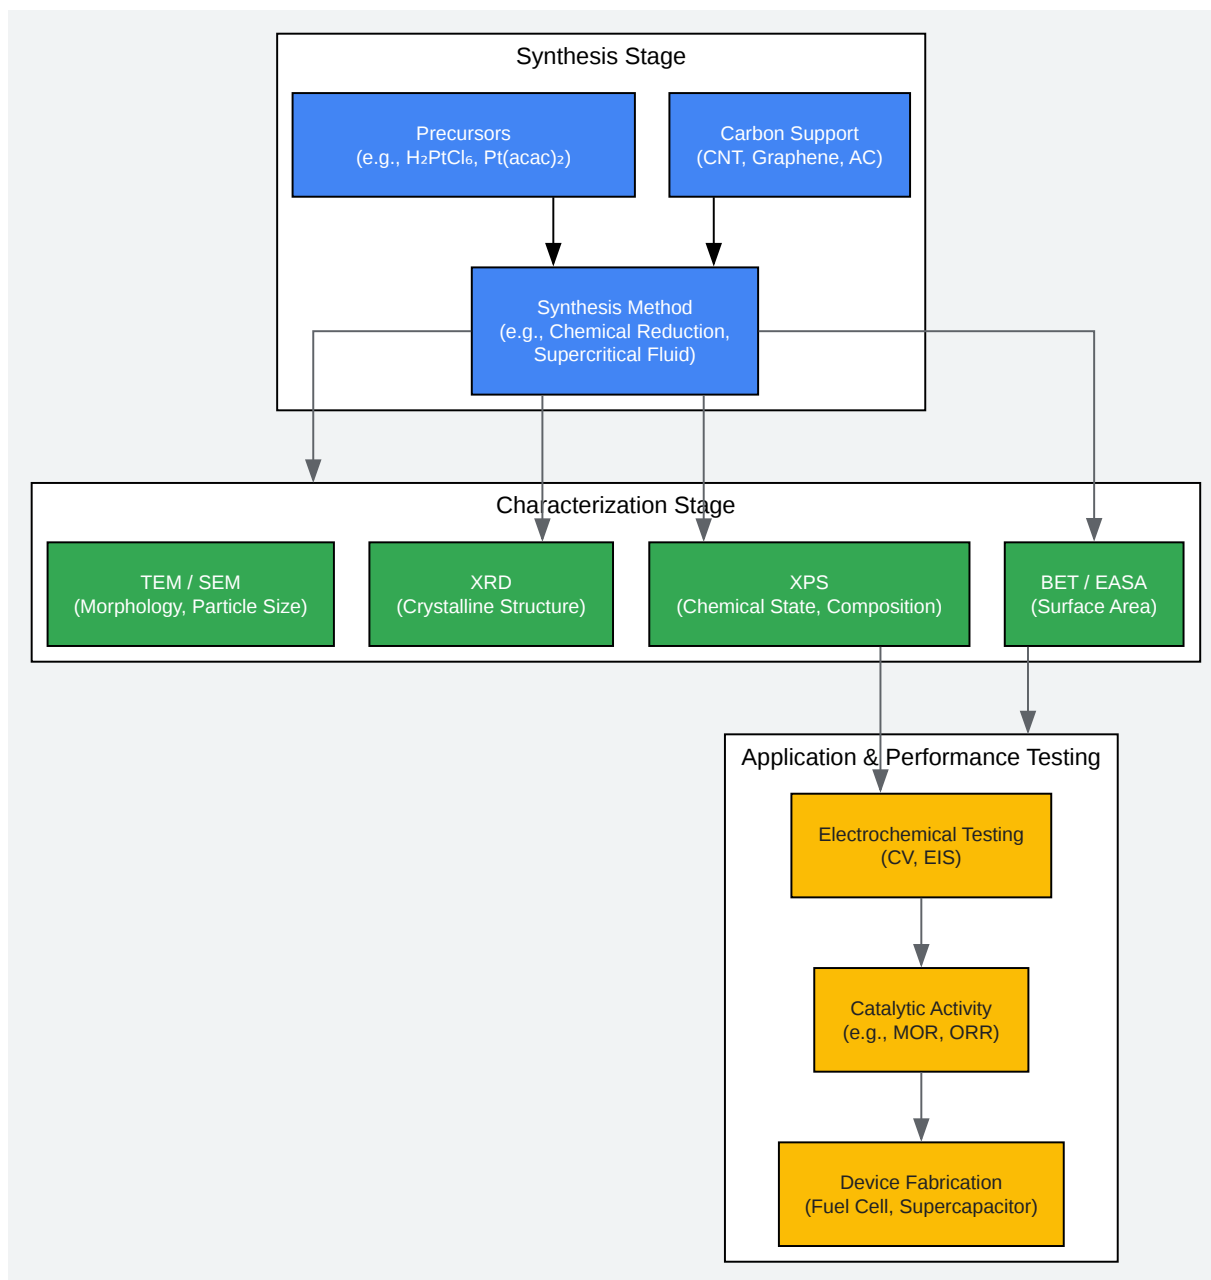 Synthesis Stage
Precursors
(e.g., H₂PtCl₆, Pt(acac)₂)
Carbon Support
(CNT, Graphene, AC)
Synthesis Method
(e.g., Chemical Reduction,
Supercritical Fluid)
Characterization Stage
TEM / SEM
(Morphology, Particle Size)
XRD
(Crystalline Structure)
XPS
(Chemical State, Composition)
BET / EASA
(Surface Area)
Application & Performance Testing
Electrochemical Testing
(CV, EIS)
Catalytic Activity
(e.g., MOR, ORR)
Device Fabrication
(Fuel Cell, Supercapacitor)